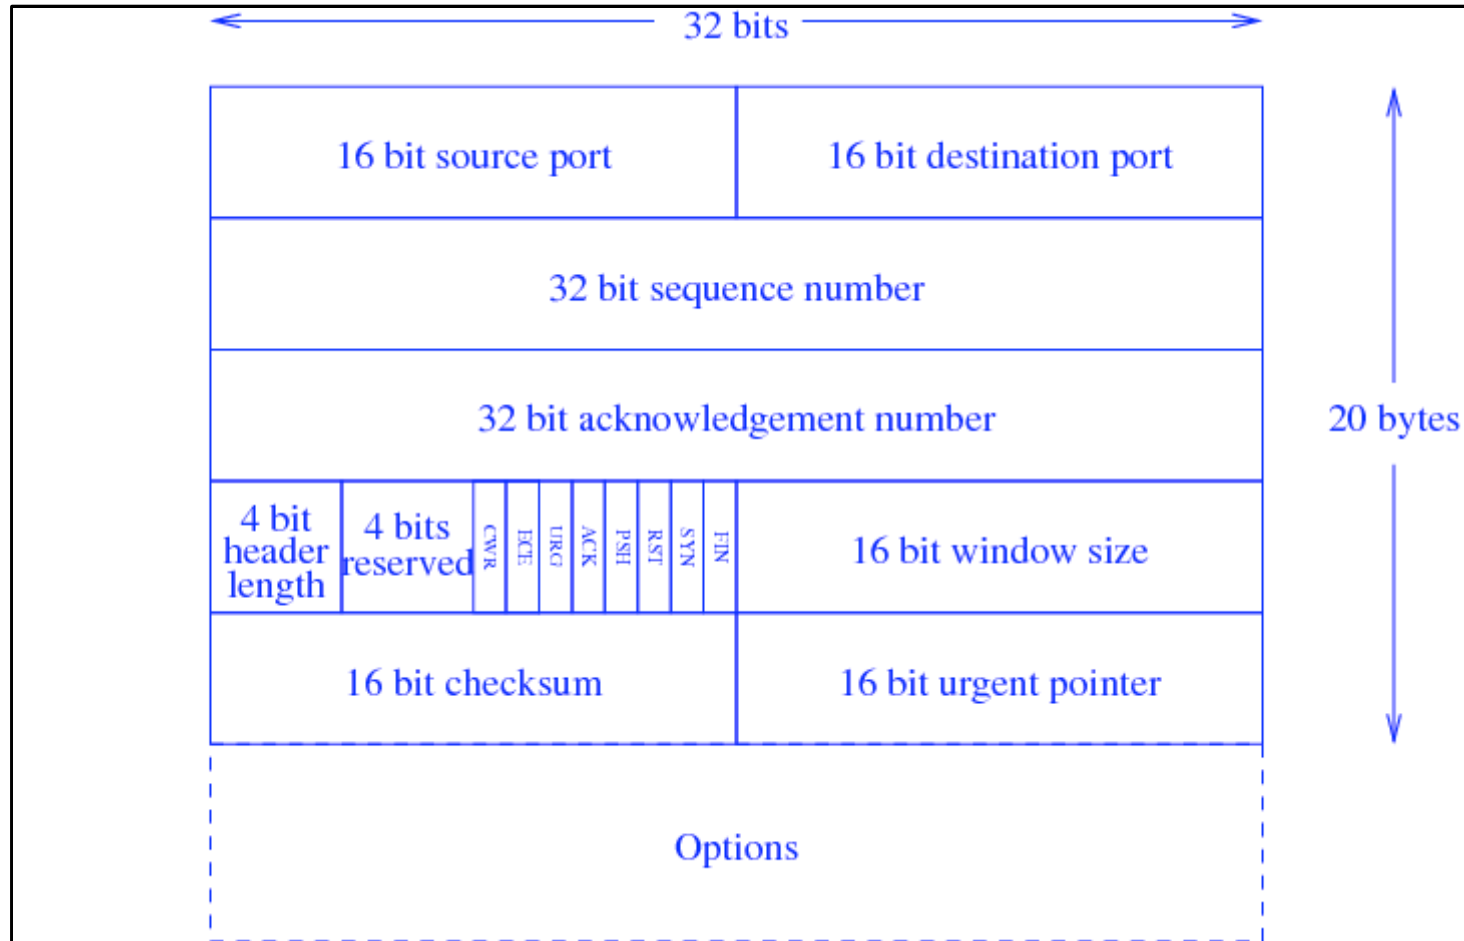 32 bits
16 bit source port
16 bit destination port
32 bit sequence number
32 bit acknowledgement number
20 bytes
4 bit
header
length
4 bits
reserved
CWR
ECE
URG
ACK
PSH
RST
SYN
FIN
16 bit window size
16 bit checksum
16 bit urgent pointer
Options